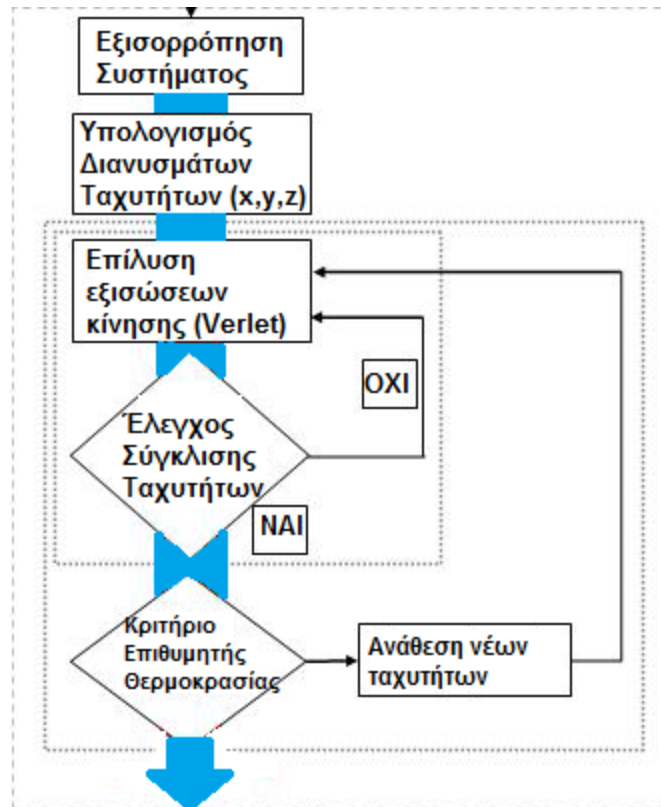 Εξισορρόπηση
Συστήματος
Υπολογισμός
Διανυσμάτων
Ταχυτήτων (x,y,z)
Επίλυση
εξισώσεων
κίνησης (Verlet)
ΟΧΙ
Έλεγχος
Σύγκλισης
Ταχυτήτων
ΝΑΙ
Κριτήριο
Επιθυμητής
Θερμοκρασίας
Ανάθεση νέων
ταχυτήτων